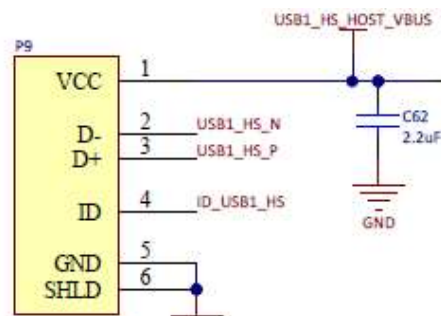 USB1_HS_HOST_VBUS
P9
VCC 1
D- 2 USB1_HS_N
D+ 3 USB1_HS_P
C62
2.2uF
ID 4 ID_USB1_HS
GND
GND 5
SHLD 6